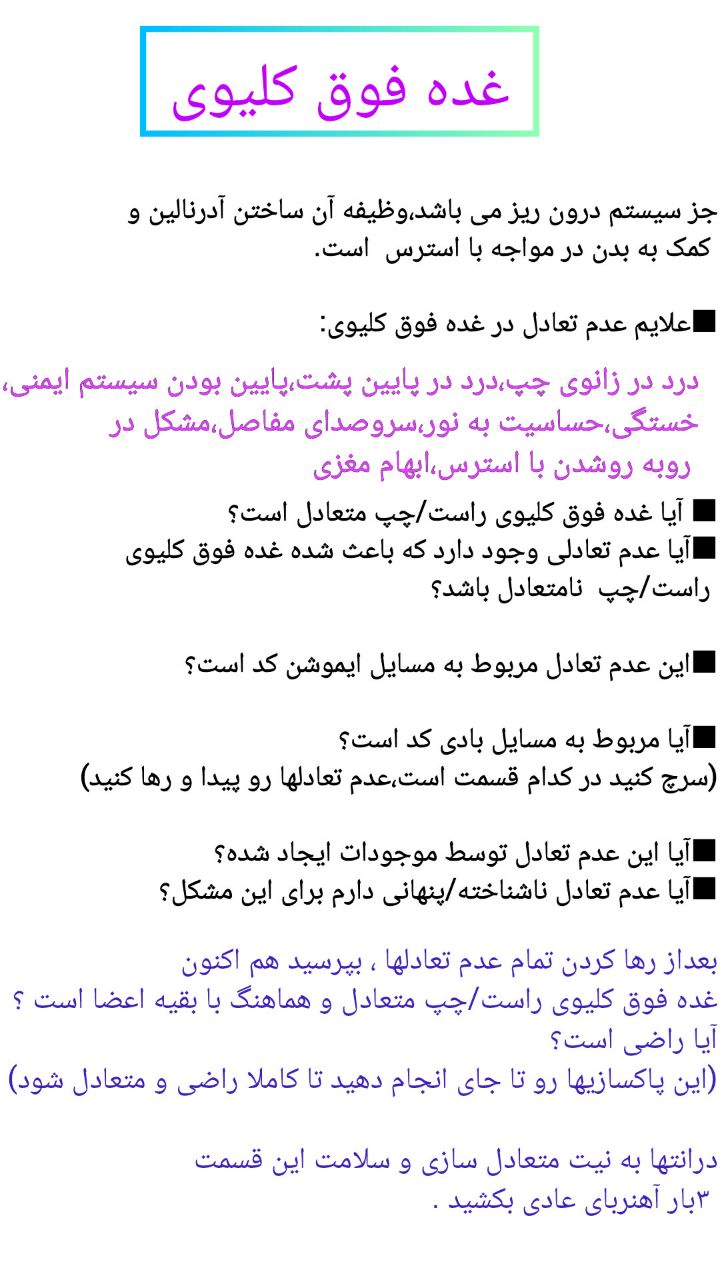 غده فوق کلیوی
جز سیستم درون ریز می باشد،وظیفه آن ساختن آدرنالین و
کمک به بدن در مواجه با استرس است.
■علایم عدم تعادل در غده فوق کلیوی:
درد در زانوی چپ،درد در پایین پشت،پایین بودن سیستم ایمنی،
خستگی،حساسیت به نور،سروصدای مفاصل،مشکل در
روبه روشدن با استرس،ابهام مغزی
■ آیا غده فوق کلیوی راست/چپ متعادل است؟
■آیا عدم تعادلی وجود دارد که باعث شده غده فوق کلیوی
راست/چپ نامتعادل باشد؟
■این عدم تعادل مربوط به مسایل ایموشن کد است؟
■آیا مربوط به مسایل بادی کد است؟
(سرچ کنید در کدام قسمت است،عدم تعادلها رو پیدا و رها کنید)
■آیا این عدم تعادل توسط موجودات ایجاد شده؟
■آیا عدم تعادل ناشناخته/پنهانی دارم برای این مشکل؟
بعداز رها کردن تمام عدم تعادلها ، بپرسید هم اکنون
غده فوق کلیوی راست/چپ متعادل و هماهنگ با بقیه اعضا است ؟
آیا راضی است؟
(این پاکسازیها رو تا جای انجام دهید تا کاملا راضی و متعادل شود)
درانتها به نیت متعادل سازی و سلامت این قسمت
۳بار آهنربای عادی بکشید .